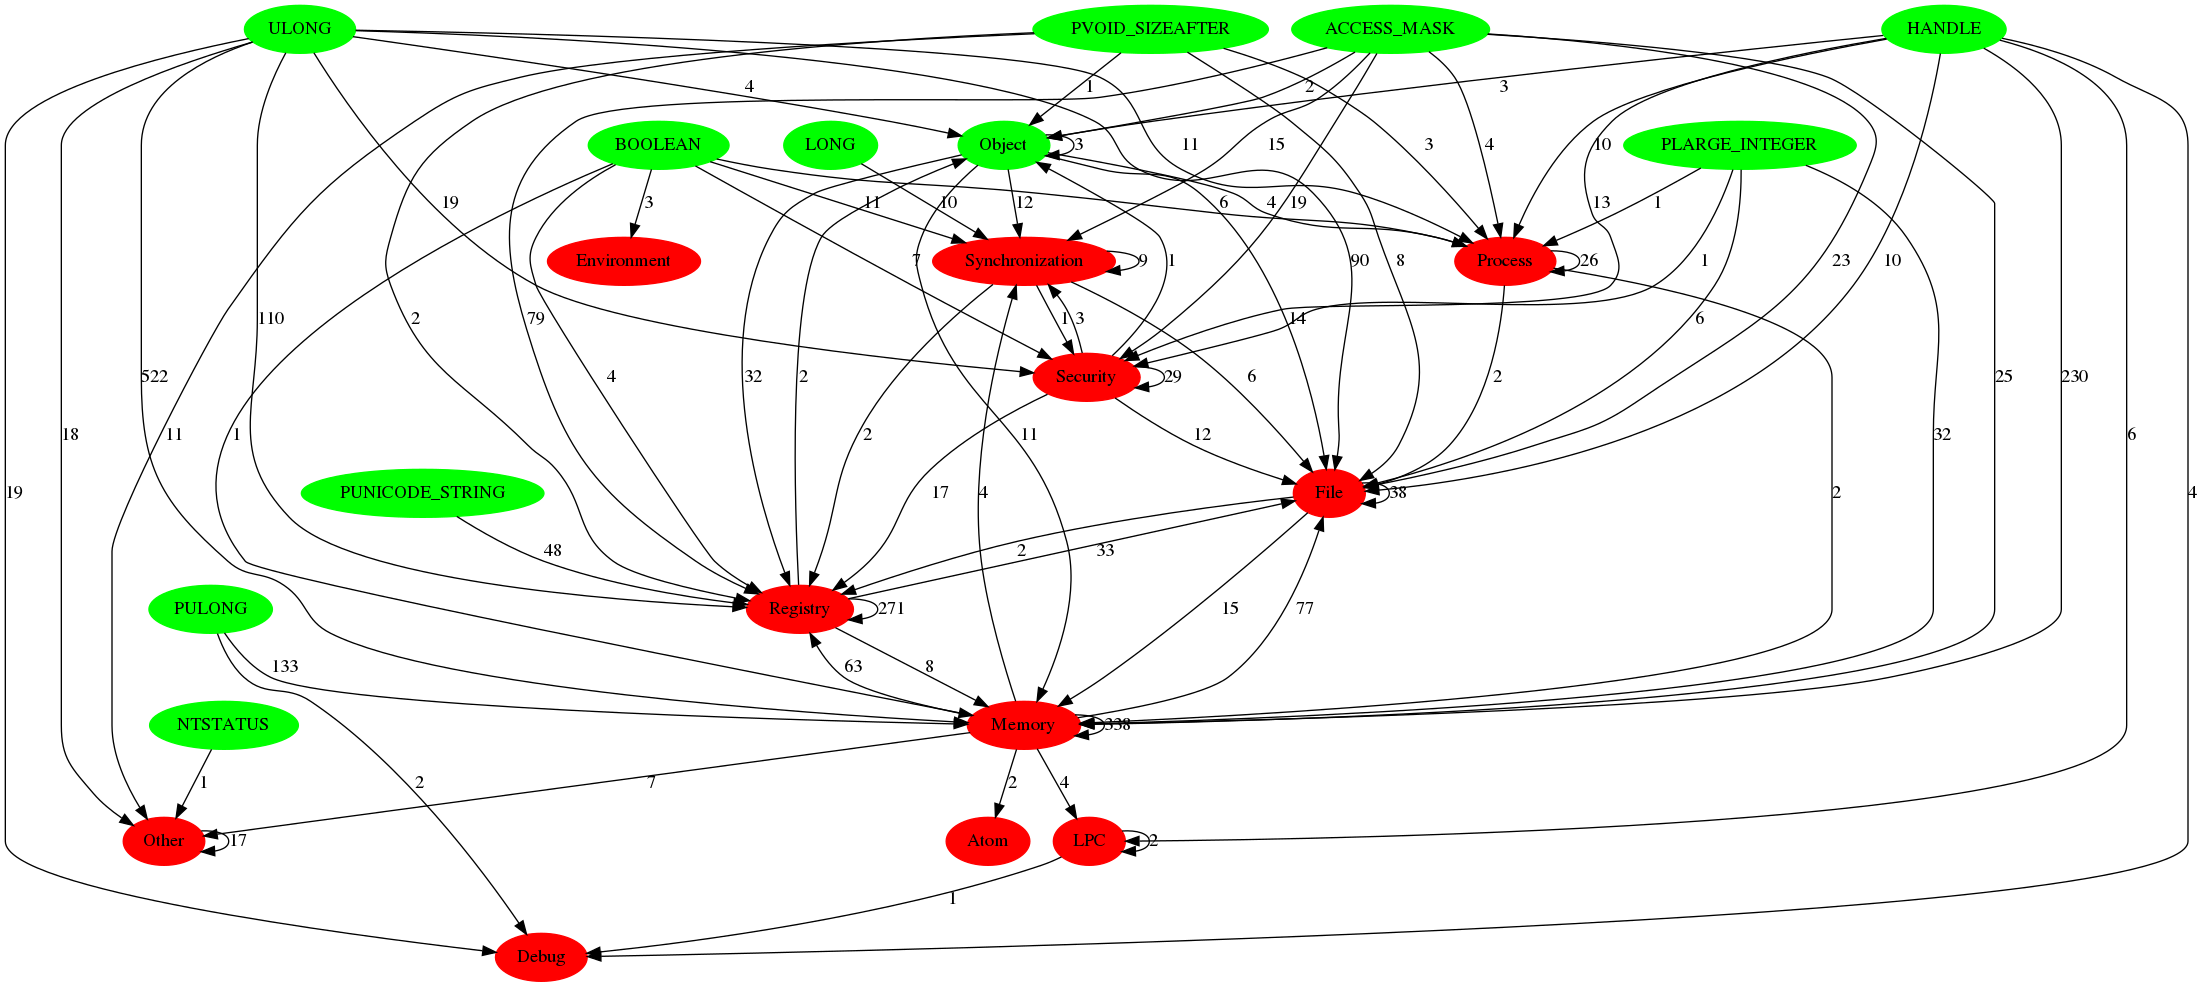 ULONG PVOID_SIZEAFTER ACCESS_MASK HANDLE
4 1 2 3
BOOLEAN LONG Object 3 11 3 4 10 PLARGE_INTEGER
3 19 11 10 12 15 6 4 19 13 1
Environment Synchronization 9 Process 26
7 1 90 8 1 23 10
2 79 1 3 14 6
522 110 4 32 2 Security 29 6 2 25 230
18 11 1 2 11 12 32 6
19 PUNICODE_STRING 17 4 File 38 2 4
48 2 33
PULONG Registry 271 15 77
133 63 8
NTSTATUS Memory 338
1 2 7 2 4
Other 17 Atom LPC 2
1
Debug